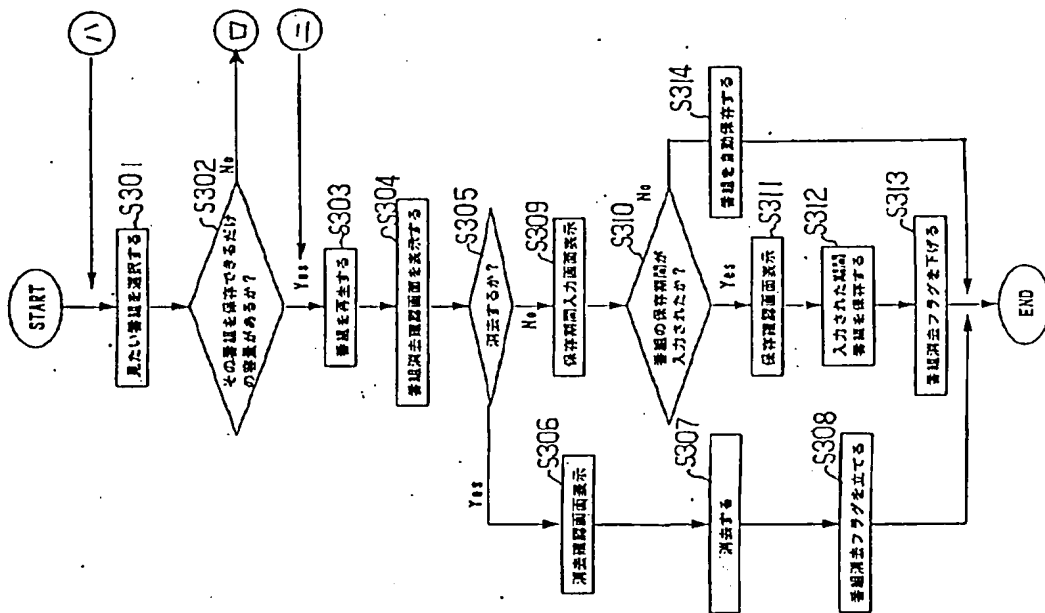 START
ソ
見たい番組を選択する
S301
その番組を保存できるだけ
の容量があるか?
S302
No
ロ
Yes
ニ
番組を再生する
S303
番組消去確認画面を表示する
S304
消去するか?
S305
Yes
No
消去確認画面表示
S306
消去する
S307
番組消去フラグを立てる
S308
保存期間入力画面表示
S309
番組の保存期間が
入力されたか?
S310
No
Yes
保存確認画面表示
S311
入力された期間
番組を保存する
S312
番組消去フラグを下げる
S313
番組を自動保存する
S314
END